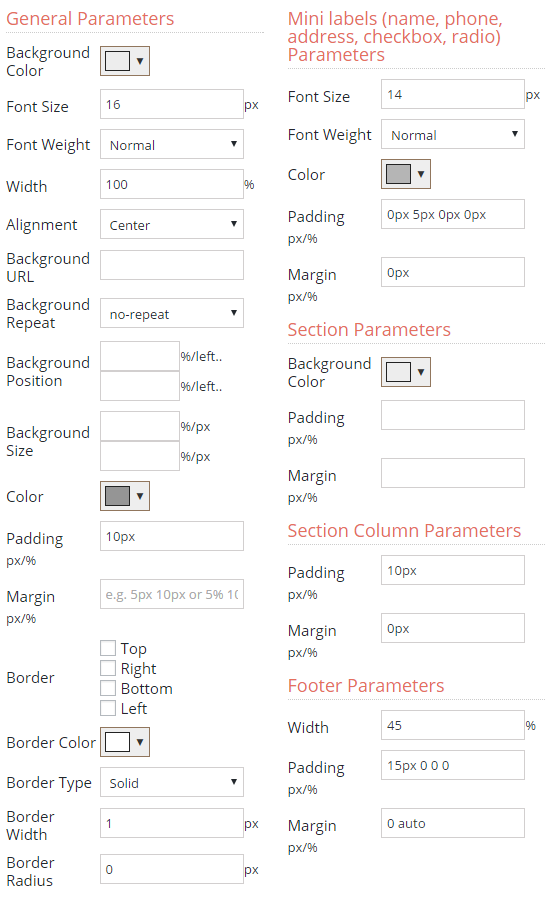 General Parameters
Background
Color
Font Size 16 px
Font Weight Normal
Width 100 %
Alignment Center
Background
URL
Background
Repeat no-repeat
Background
Position %/left..
%/left..
Background
Size %/px
%/px
Color
Padding 10px
px/%
Margin e.g. 5px 10px or 5% 10
px/%
Border Top
Right
Bottom
Left
Border Color
Border Type Solid
Border
Width 1 px
Border
Radius 0 px
Mini labels (name, phone,
address, checkbox, radio)
Parameters
Font Size 14 px
Font Weight Normal
Color
Padding 0px 5px 0px 0px
px/%
Margin 0px
px/%
Section Parameters
Background
Color
Padding
px/%
Margin
px/%
Section Column Parameters
Padding 10px
px/%
Margin 0px
px/%
Footer Parameters
Width 45 %
Padding 15px 0 0 0
px/%
Margin 0 auto
px/%